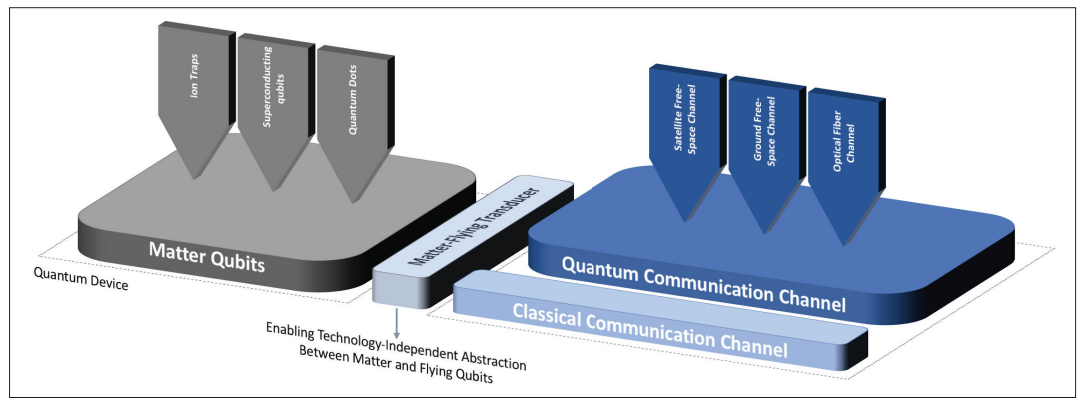 Ion Traps
Superconducting
qubits
Quantum Dots
Satellite Free-
Space Channel
Ground Free-
Space Channel
Optical Fiber
Channel
Matter Qubits
Matter-Flying Transducer
Quantum Communication Channel
Classical Communication Channel
Quantum Device
Enabling Technology-Independent Abstraction
Between Matter and Flying Qubits